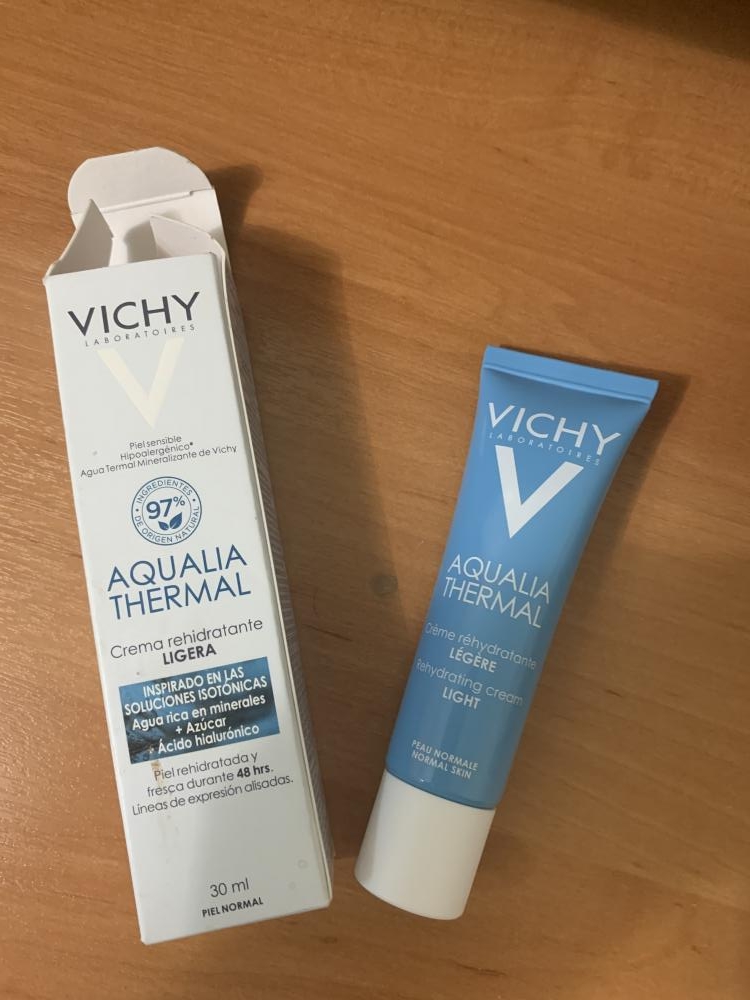 VICHY
LABORATOIRES
Piel sensible
Hipoalergénico*
Agua Termal Mineralizante de Vichy
INGREDIENTES
97%
DE ORIGEN NATURAL
AQUALIA
THERMAL
Crema rehidratante
LIGERA
INSPIRADO EN LAS
SOLUCIONES ISOTÓNICAS
Agua rica en minerales
+ Azúcar
+ Ácido hialurónico
Piel rehidratada y
fresca durante 48 hrs.
Líneas de expresión alisadas.
30 ml
PIEL NORMAL
VICHY
LABORATOIRES
AQUALIA
THERMAL
Crème réhydratante
LÉGÈRE
Rehydrating cream
LIGHT
PEAU NORMALE
NORMAL SKIN